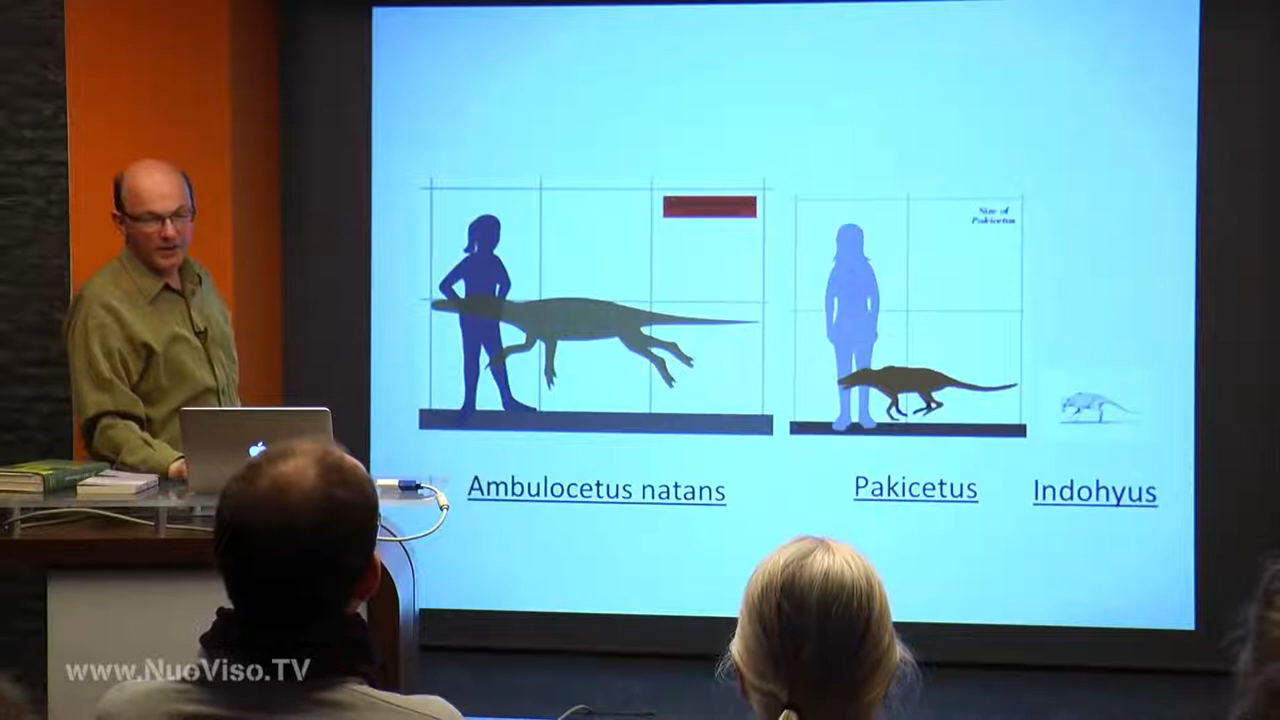 Size of
Pakicetus
Ambulocetus natans
Pakicetus
Indohyus
www.NuoViso.TV